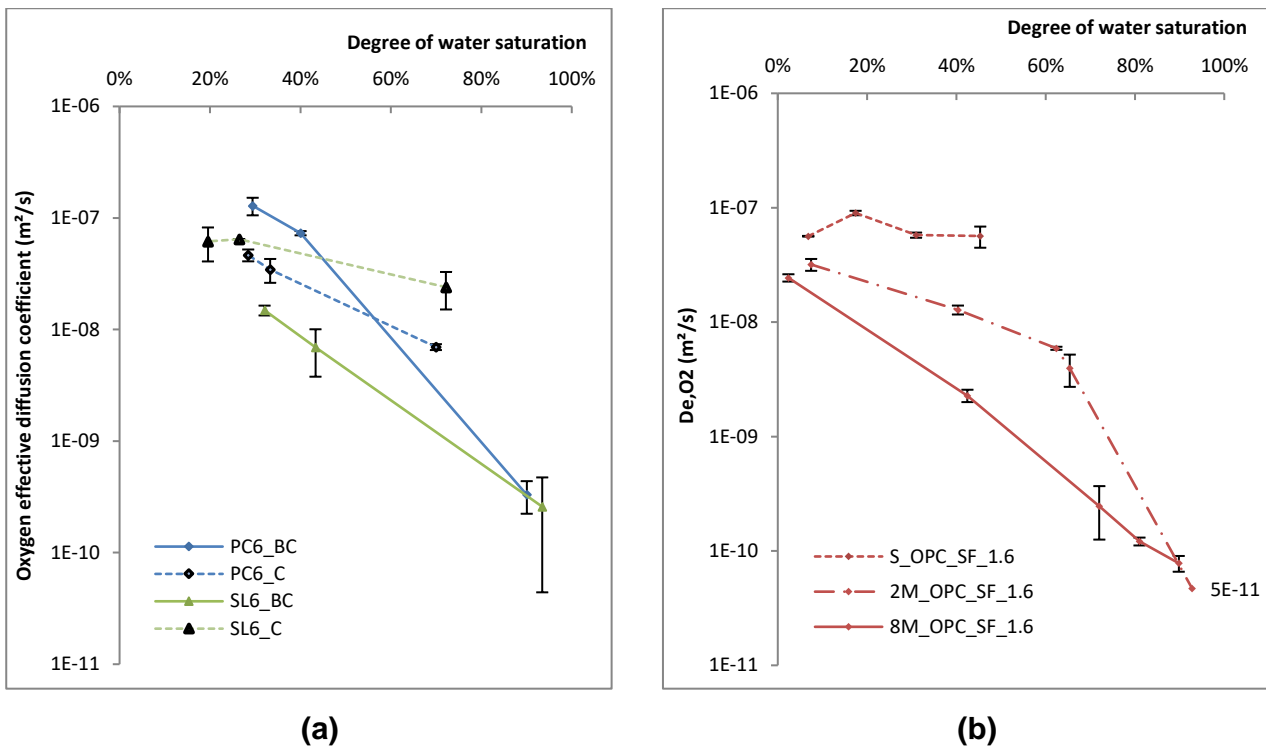 Degree of water saturation
0% 20% 40% 60% 80% 100%
1E-06
1E-07
1E-08
1E-09
1E-10
1E-11
Oxygen effective diffusion coefficient (m²/s)
PC6_BC
PC6_C
SL6_BC
SL6_C
(a)
Degree of water saturation
0% 20% 40% 60% 80% 100%
1E-06
1E-07
1E-08
1E-09
1E-10
1E-11
De,O2 (m²/s)
S_OPC_SF_1.6
2M_OPC_SF_1.6
8M_OPC_SF_1.6
5E-11
(b)